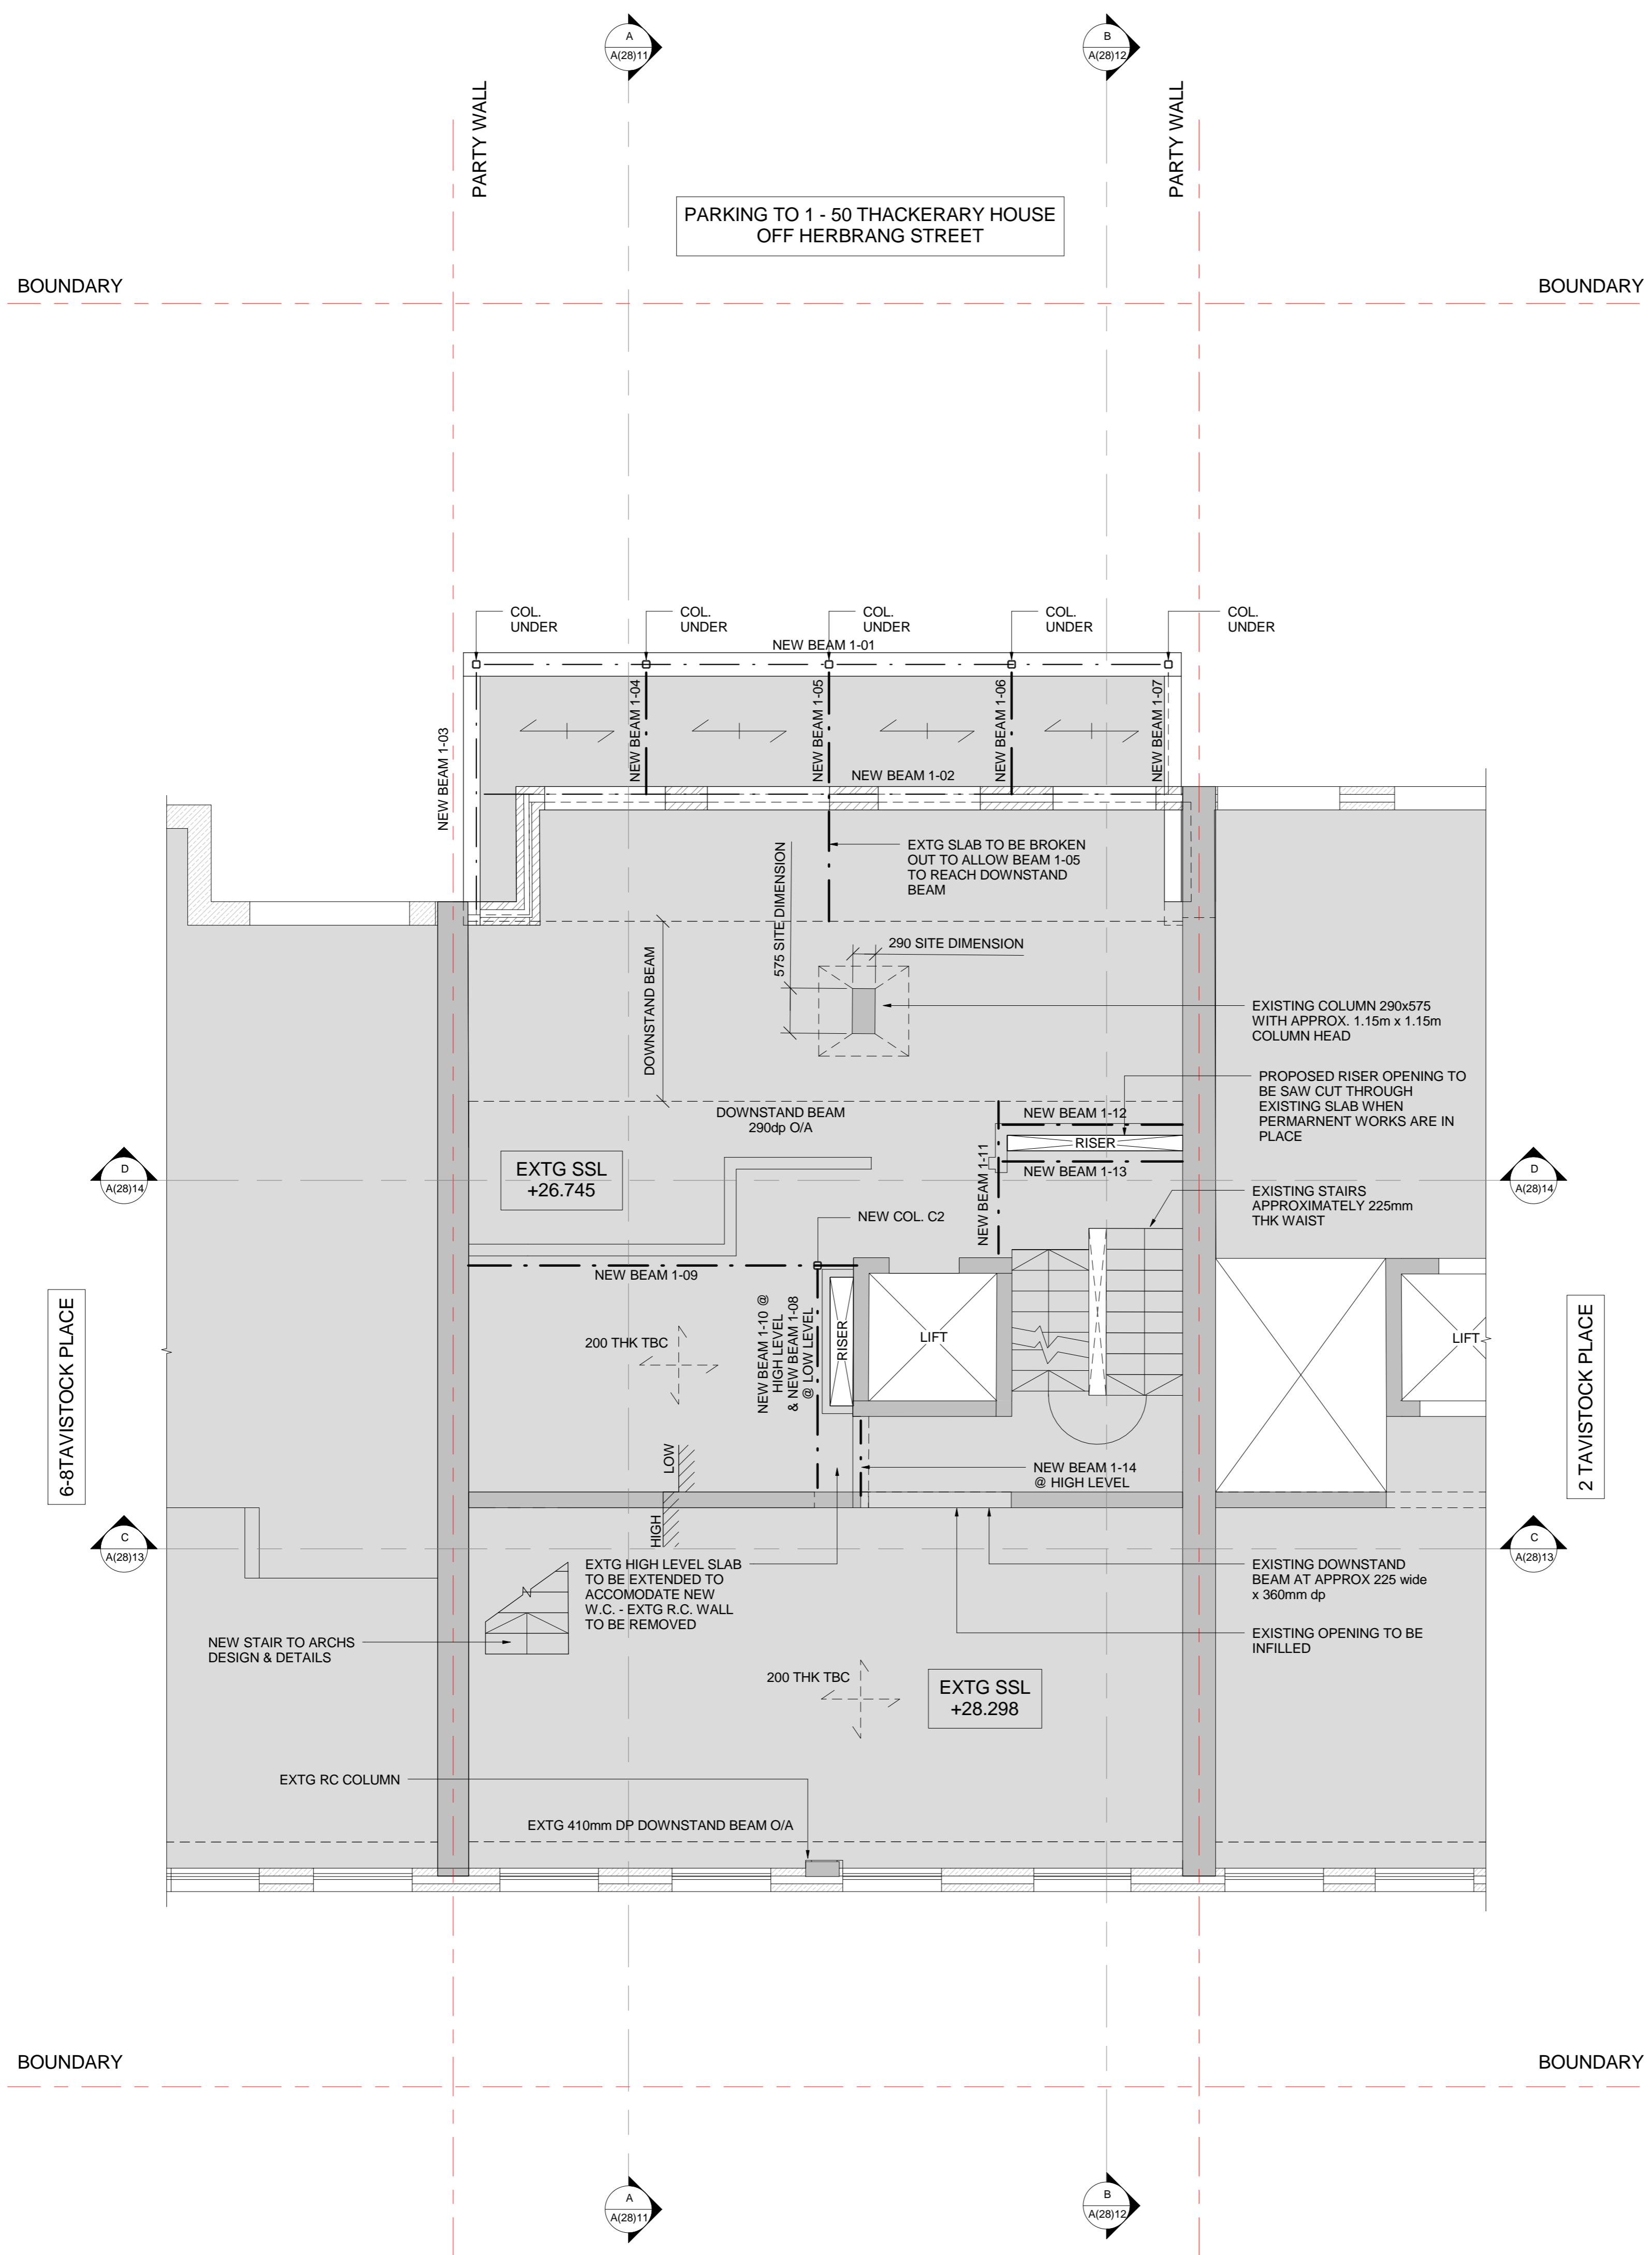 A
A(28)11
B
A(28)12
PARTY WALL
PARTY WALL
PARKING TO 1 - 50 THACKERARY HOUSE
OFF HERBRANG STREET
BOUNDARY
BOUNDARY
COL.
UNDER
COL.
UNDER
COL.
UNDER
COL.
UNDER
COL.
UNDER
NEW BEAM 1-01
NEW BEAM 1-03
NEW BEAM 1-04
NEW BEAM 1-05
NEW BEAM 1-06
NEW BEAM 1-07
NEW BEAM 1-02
EXTG SLAB TO BE BROKEN
OUT TO ALLOW BEAM 1-05
TO REACH DOWNSTAND
BEAM
575 SITE DIMENSION
290 SITE DIMENSION
DOWNSTAND BEAM
EXISTING COLUMN 290x575
WITH APPROX. 1.15m x 1.15m
COLUMN HEAD
PROPOSED RISER OPENING TO
BE SAW CUT THROUGH
EXISTING SLAB WHEN
PERMARNENT WORKS ARE IN
PLACE
DOWNSTAND BEAM
290dp O/A
NEW BEAM 1-12
RISER
NEW BEAM 1-13
NEW BEAM 1-11
D
A(28)14
EXTG SSL
+26.745
D
A(28)14
EXISTING STAIRS
APPROXIMATELY 225mm
THK WAIST
NEW COL. C2
NEW BEAM 1-09
NEW BEAM 1-10 @
HIGH LEVEL
& NEW BEAM 1-08
@ LOW LEVEL
RISER
LIFT
LIFT
200 THK TBC
6-8TAVISTOCK PLACE
2 TAVISTOCK PLACE
LOW
HIGH
NEW BEAM 1-14
@ HIGH LEVEL
C
A(28)13
C
A(28)13
EXTG HIGH LEVEL SLAB
TO BE EXTENDED TO
ACCOMODATE NEW
W.C. - EXTG R.C. WALL
TO BE REMOVED
EXISTING DOWNSTAND
BEAM AT APPROX 225 wide
x 360mm dp
NEW STAIR TO ARCHS
DESIGN & DETAILS
EXISTING OPENING TO BE
INFILLED
200 THK TBC
EXTG SSL
+28.298
EXTG RC COLUMN
EXTG 410mm DP DOWNSTAND BEAM O/A
BOUNDARY
BOUNDARY
A
A(28)11
B
A(28)12